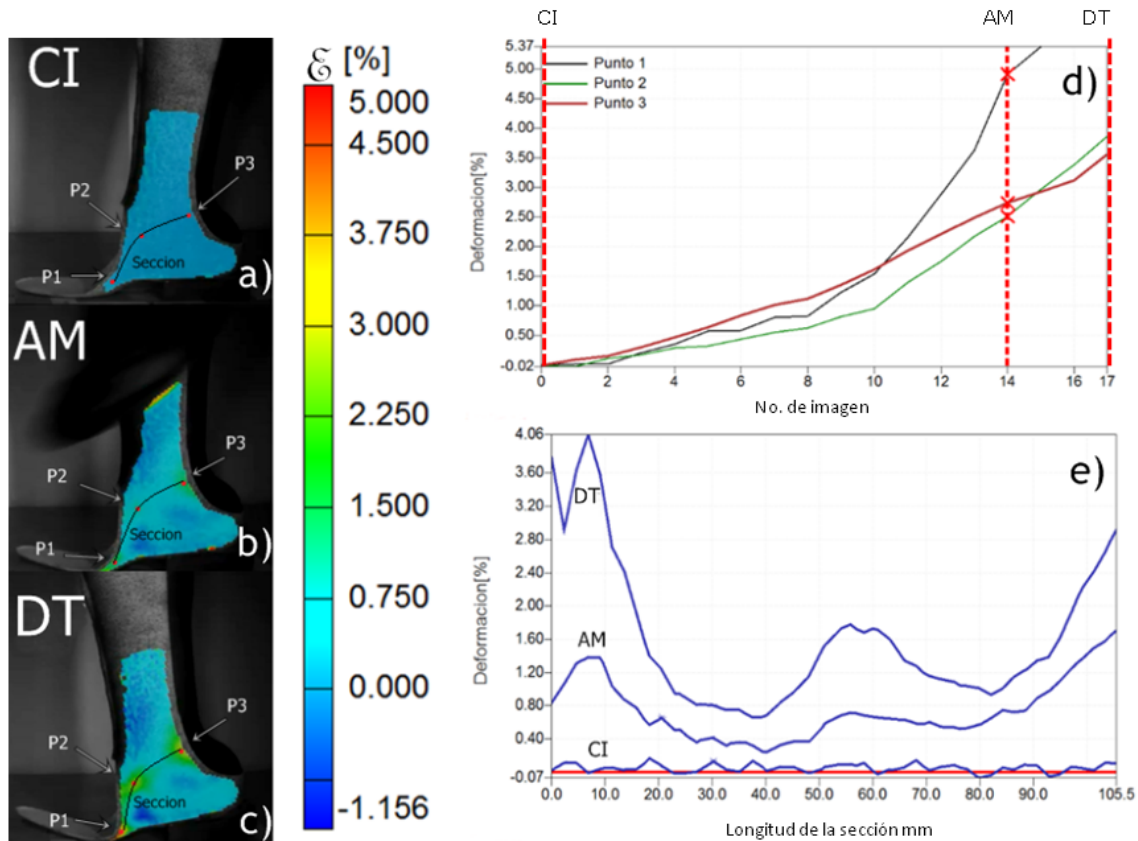 CI
P3
P2
P1
Seccion
a)
AM
P3
P2
P1
Seccion
b)
DT
P3
P2
P1
Seccion
c)
ℰ [%]
5.000
4.500
3.750
3.000
2.250
1.500
0.750
0.000
-1.156
CI AM DT
5.37
5.00
4.50
4.00
3.50
3.00
2.50
2.00
1.50
1.00
0.50
-0.02
Deformacion[%]
Punto 1
Punto 2
Punto 3
d)
0 2 4 6 8 10 12 14 16 17
No. de imagen
4.06
3.60
3.20
2.80
2.40
2.00
1.60
1.20
0.80
0.40
-0.07
Deformacion[%]
e)
DT
AM
CI
0.0 10.0 20.0 30.0 40.0 50.0 60.0 70.0 80.0 90.0 105.5
Longitud de la sección mm